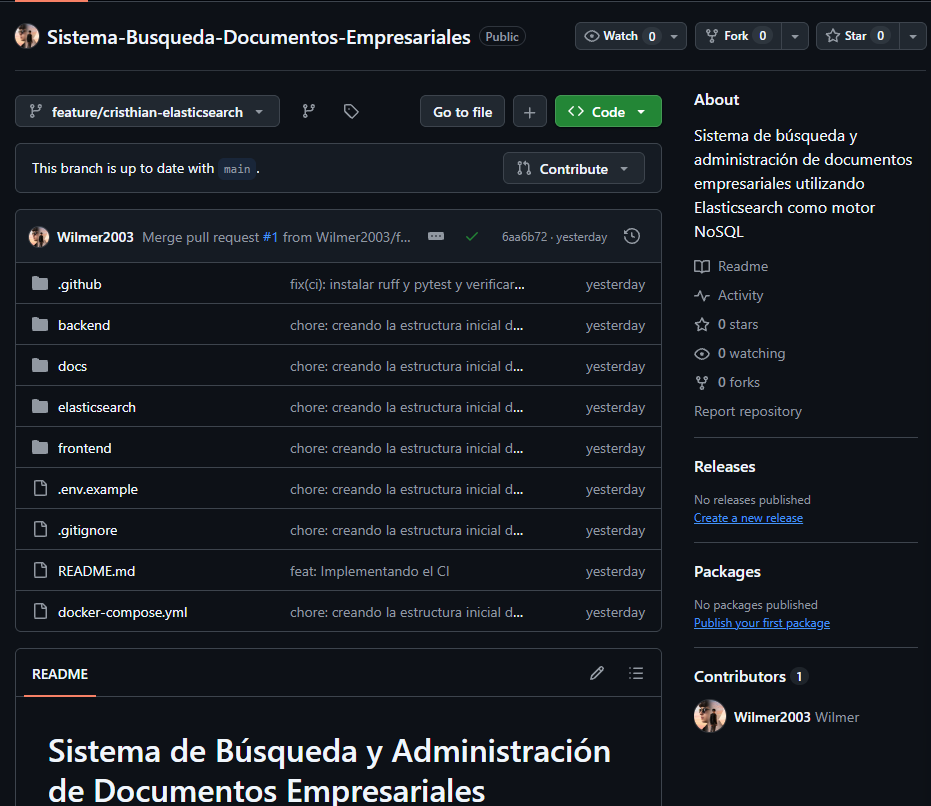 Sistema-Busqueda-Documentos-Empresariales Public Watch 0 Fork 0 Star 0
feature/cristhian-elasticsearch Go to file Code
This branch is up to date with main . Contribute
Wilmer2003 Merge pull request #1 from Wilmer2003/f... 6aa6b72 · yesterday
.github fix(ci): instalar ruff y pytest y verificar... yesterday
backend chore: creando la estructura inicial d... yesterday
docs chore: creando la estructura inicial d... yesterday
elasticsearch chore: creando la estructura inicial d... yesterday
frontend chore: creando la estructura inicial d... yesterday
.env.example chore: creando la estructura inicial d... yesterday
.gitignore chore: creando la estructura inicial d... yesterday
README.md feat: Implementando el CI yesterday
docker-compose.yml chore: creando la estructura inicial d... yesterday
README
Sistema de Búsqueda y Administración
de Documentos Empresariales
About
Sistema de búsqueda y
administración de documentos
empresariales utilizando
Elasticsearch como motor
NoSQL
Readme
Activity
0 stars
0 watching
0 forks
Report repository
Releases
No releases published
Create a new release
Packages
No packages published
Publish your first package
Contributors 1
Wilmer2003 Wilmer